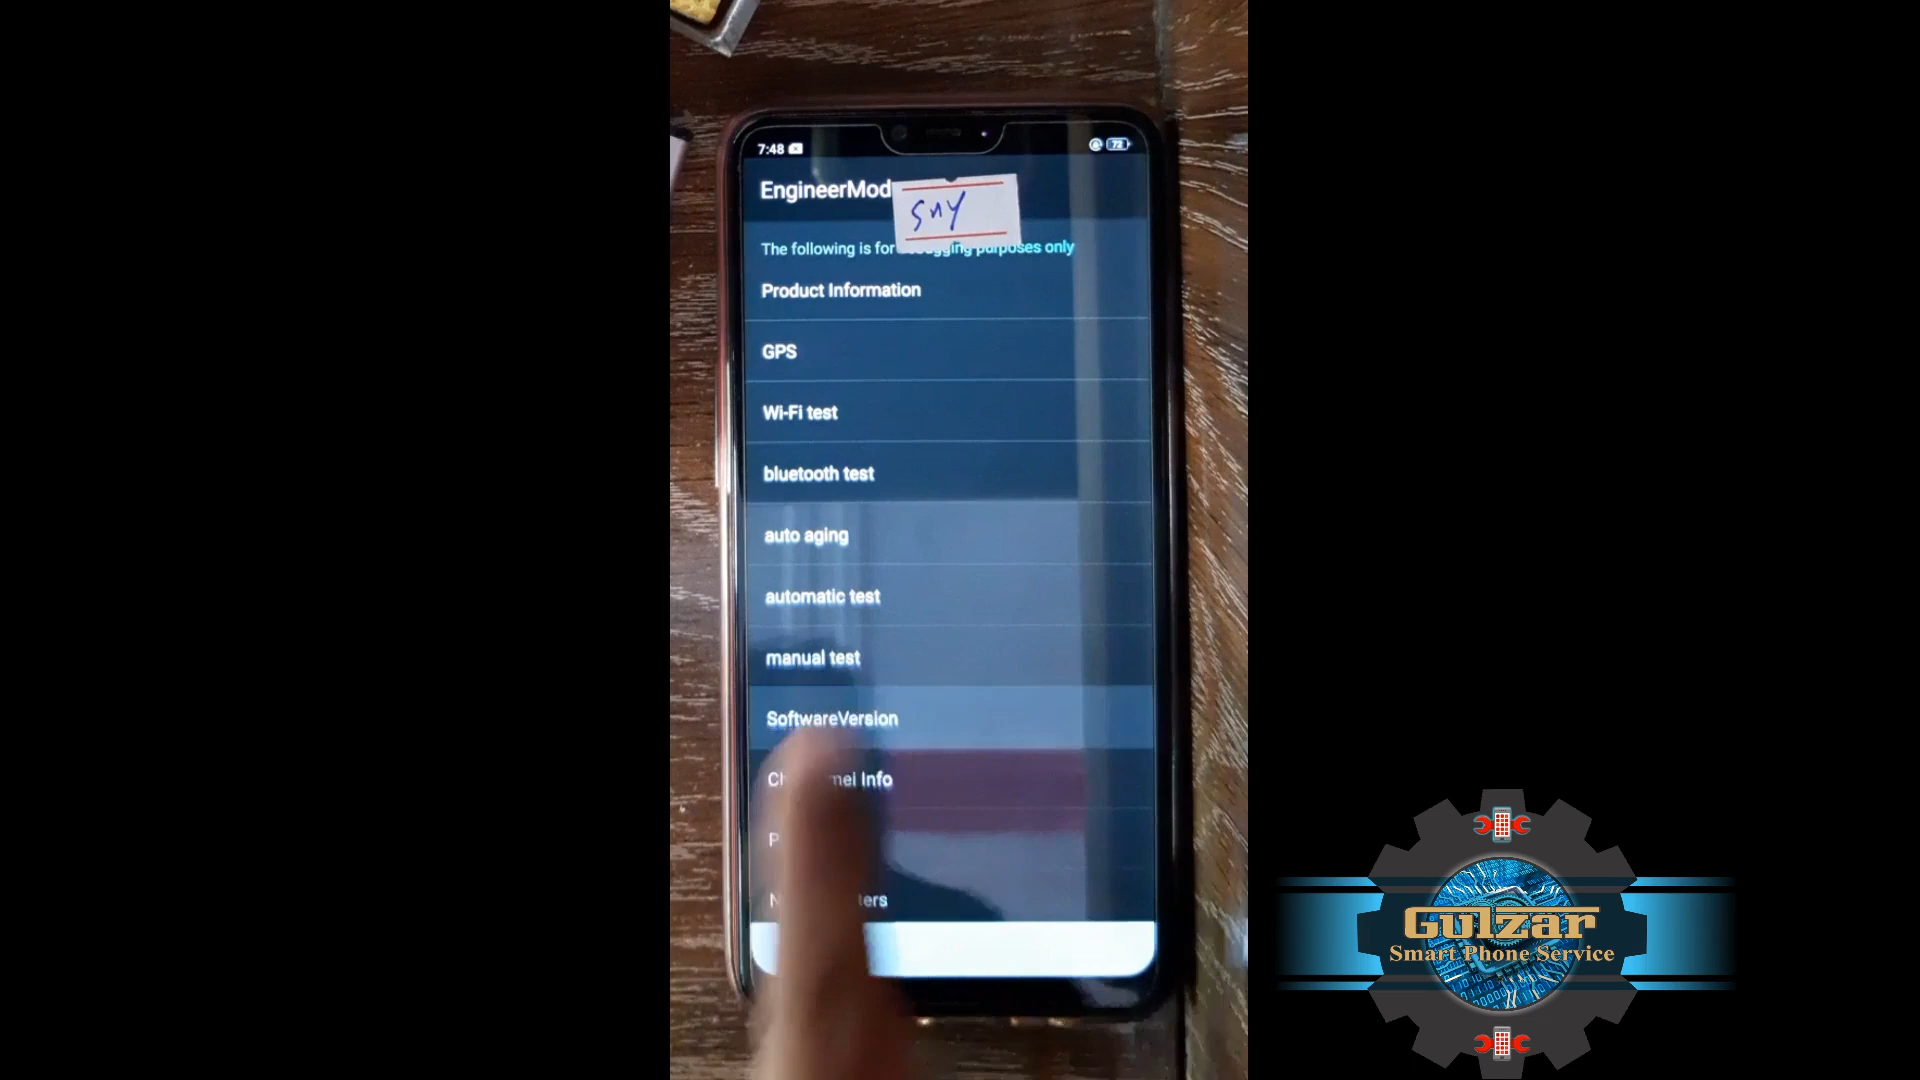 7:48
72
EngineerMod
SnY
The following is for purposes only
Product Information
GPS
Wi-Fi test
bluetooth test
auto aging
automatic test
manual test
SoftwareVersion
Info
Gulzar
Smart Phone Service